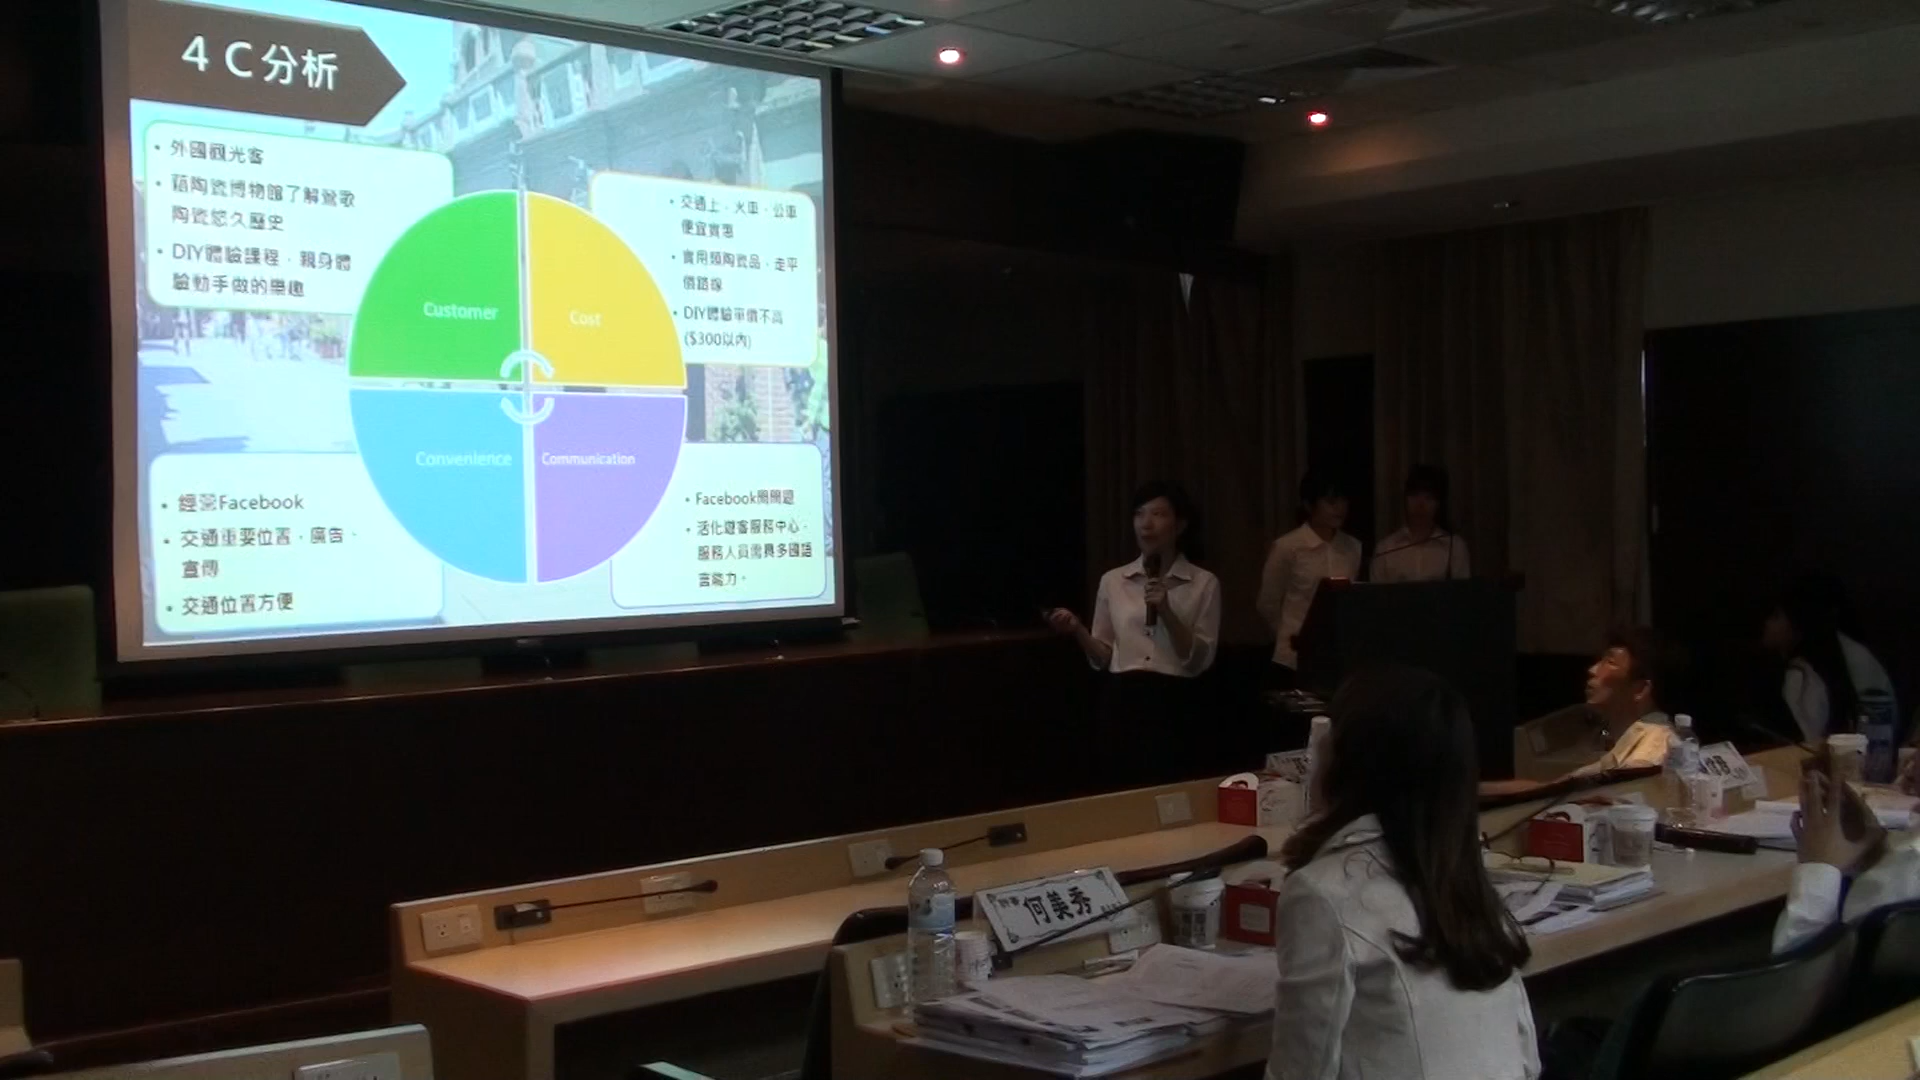 4C分析
• 外國觀光客
• 藉陶瓷博物館了解鶯歌
陶瓷悠久歷史
• DIY體驗課程，親身體
驗動手做的樂趣
• 交通上，火車、公車
便宜實惠
• 實用類陶瓷品，走平
價路線
• DIY體驗單價不高
($300以內)
Customer
Cost
Convenience
Communication
• 經營Facebook
• 交通重要位置，廣告、
宣傳
• 交通位置方便
• Facebook問問題
• 活化遊客服務中心，
服務人員需具多國語
言能力。
何美秀